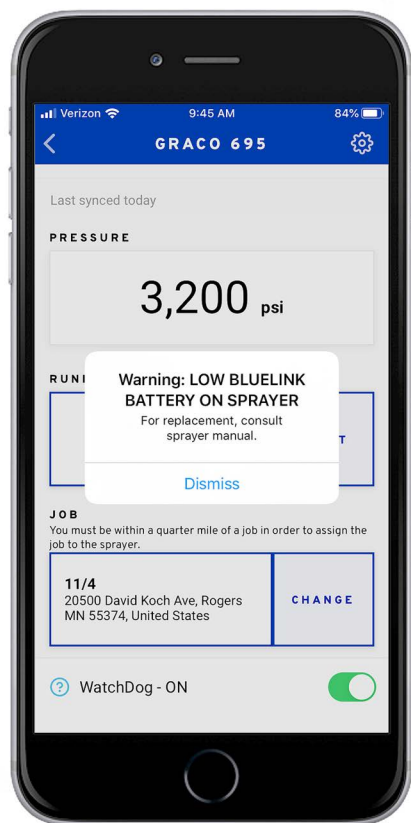 Verizon 9:45 AM 84%
GRACO 695
Last synced today
PRESSURE
3,200 psi
Warning: LOW BLUELINK
BATTERY ON SPRAYER
For replacement, consult
sprayer manual.
Dismiss
JOB
You must be within a quarter mile of a job in order to assign the
job to the sprayer.
11/4
20500 David Koch Ave, Rogers
MN 55374, United States
CHANGE
? WatchDog - ON